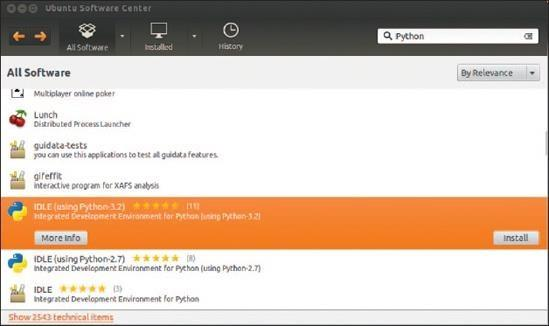 Ubuntu Software Center
All Software
Installed
History
Python
All Software
By Relevance
Multiplayer online poker
Lunch
Distributed Process Launcher
guidata-tests
you can use this applications to test all guidata features.
gifeffit
interactive program for XAFS analysis
IDLE (using Python-3.2) (11)
Integrated Development Environment for Python (using Python-3.2)
More Info
Install
IDLE (using Python-2.7) (8)
Integrated Development Environment for Python (using Python-2.7)
IDLE (3)
Integrated Development Environment for Python
Show 2543 technical items